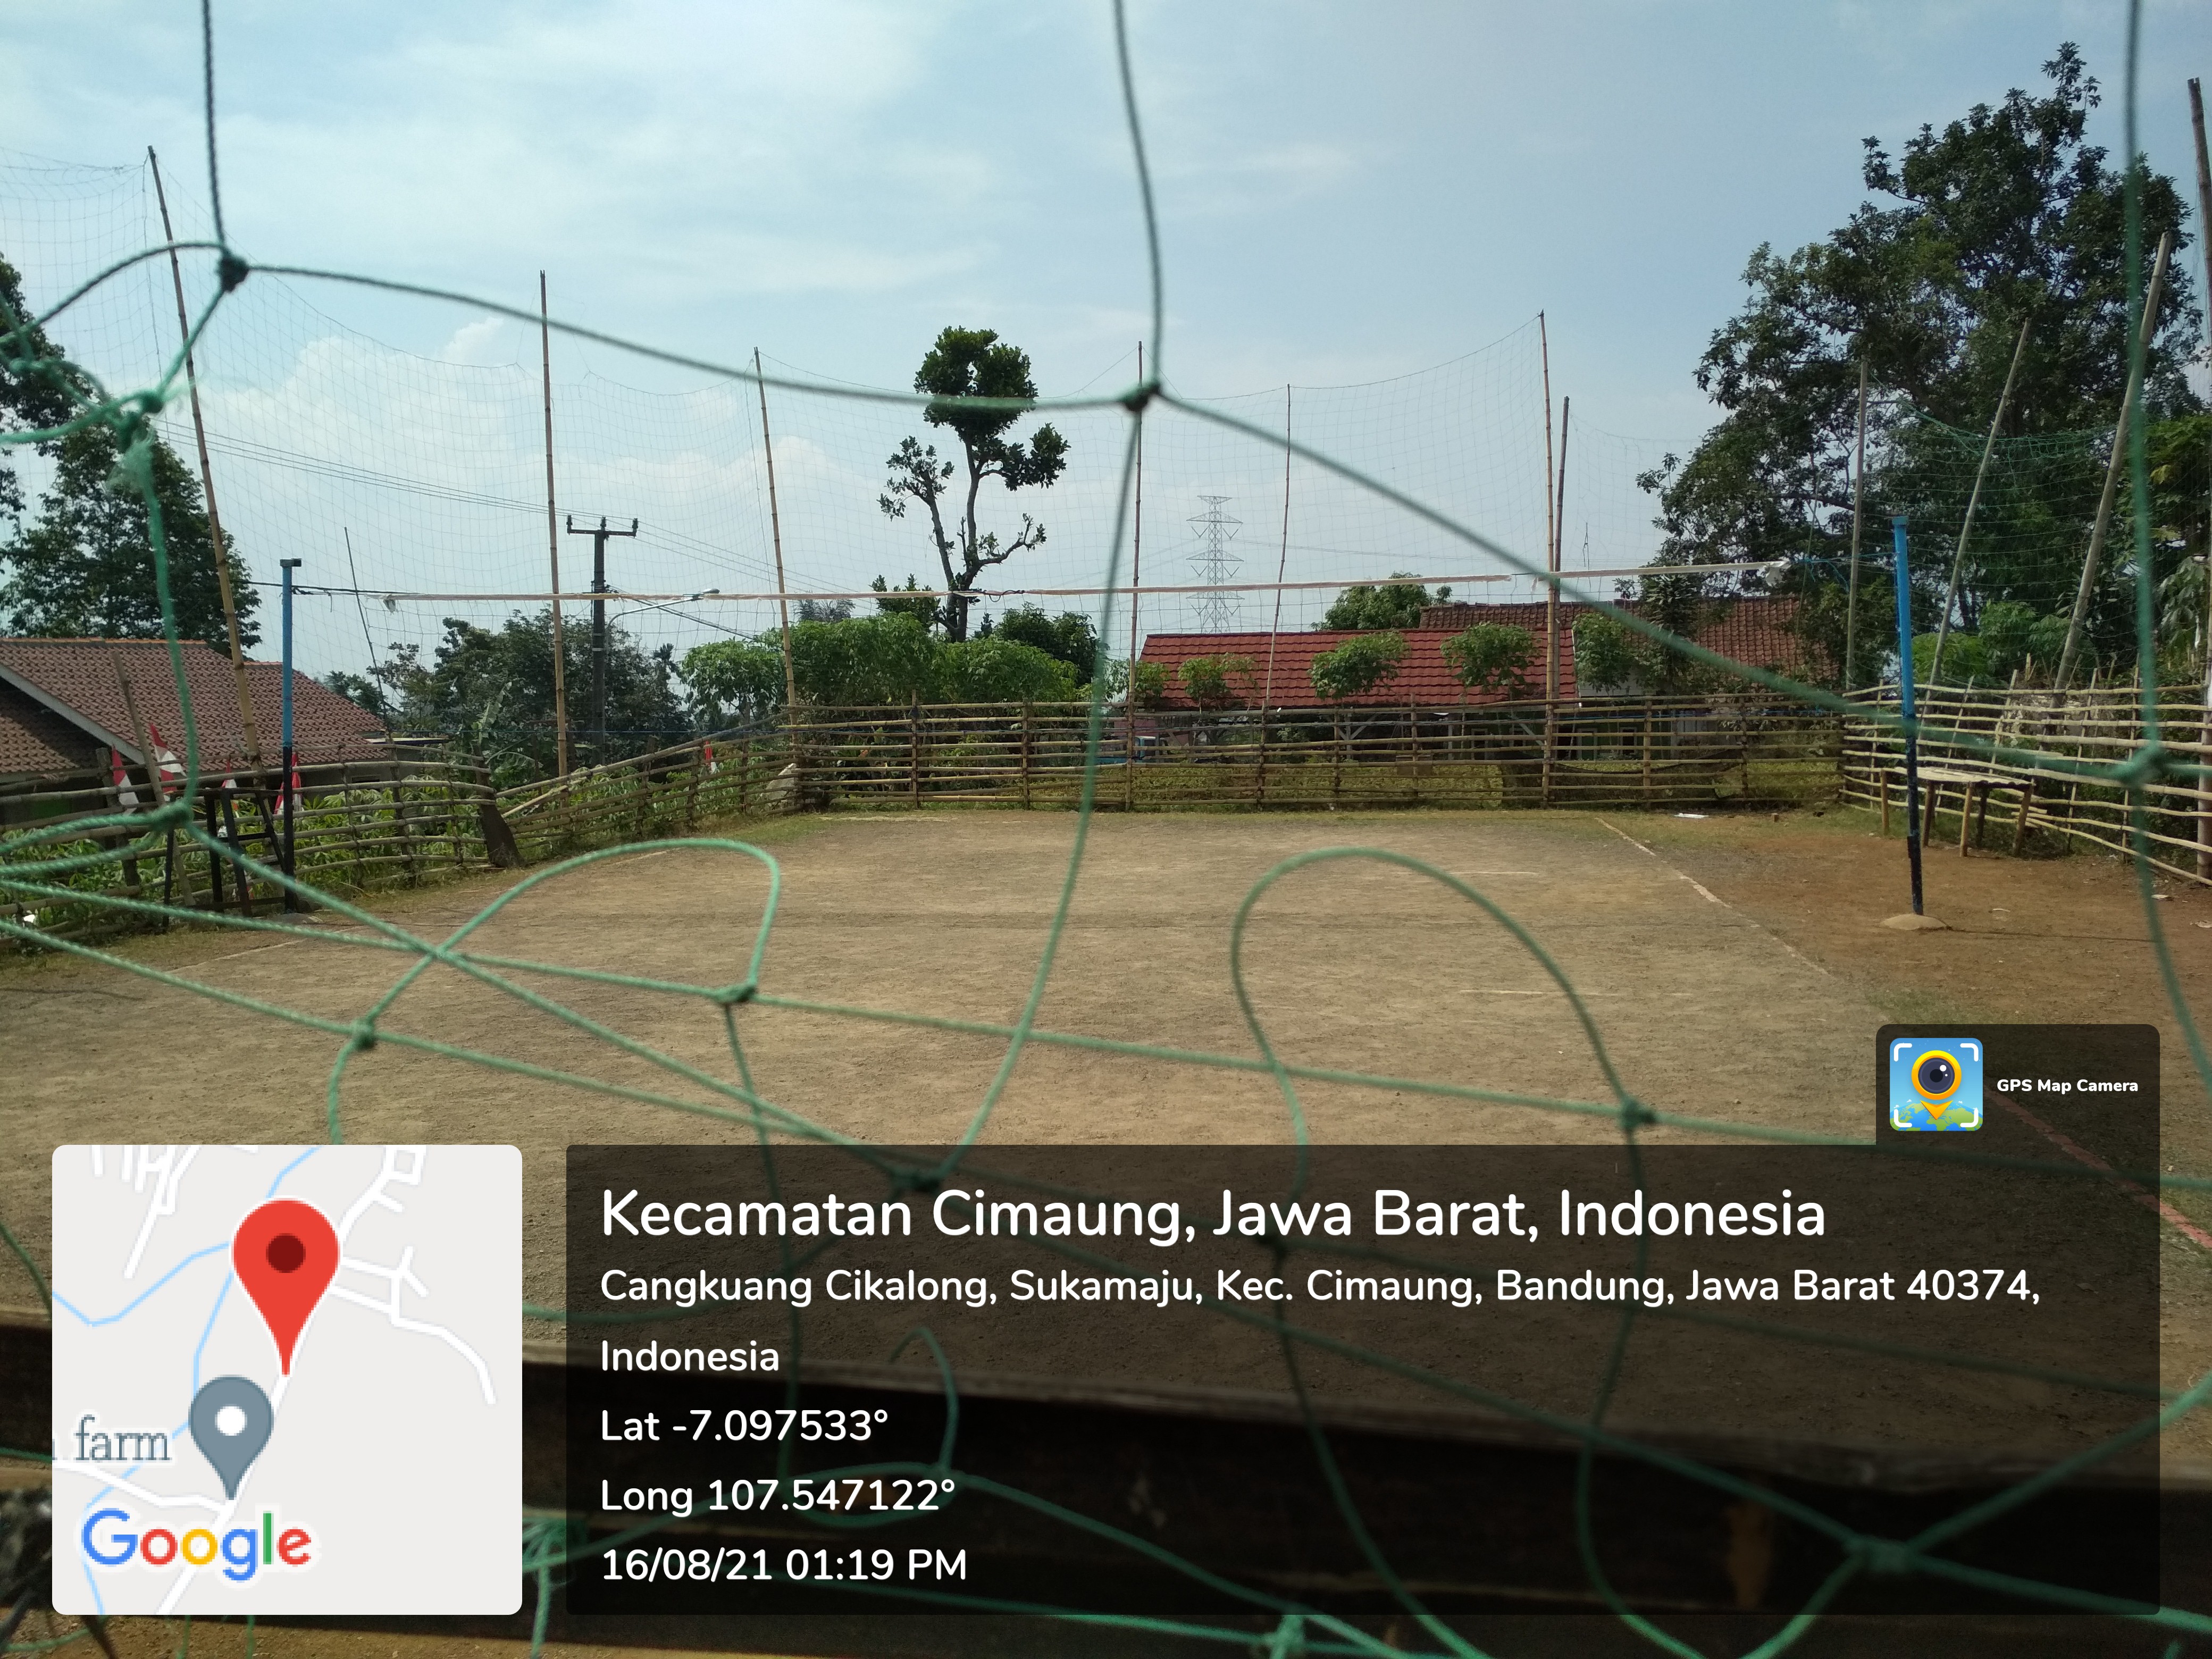 GPS Map Camera
Kecamatan Cimaung, Jawa Barat, Indonesia
Cangkuang Cikalong, Sukamaju, Kec. Cimaung, Bandung, Jawa Barat 40374,
Indonesia
Lat -7.097533°
Long 107.547122°
16/08/21 01:19 PM
farm
Google